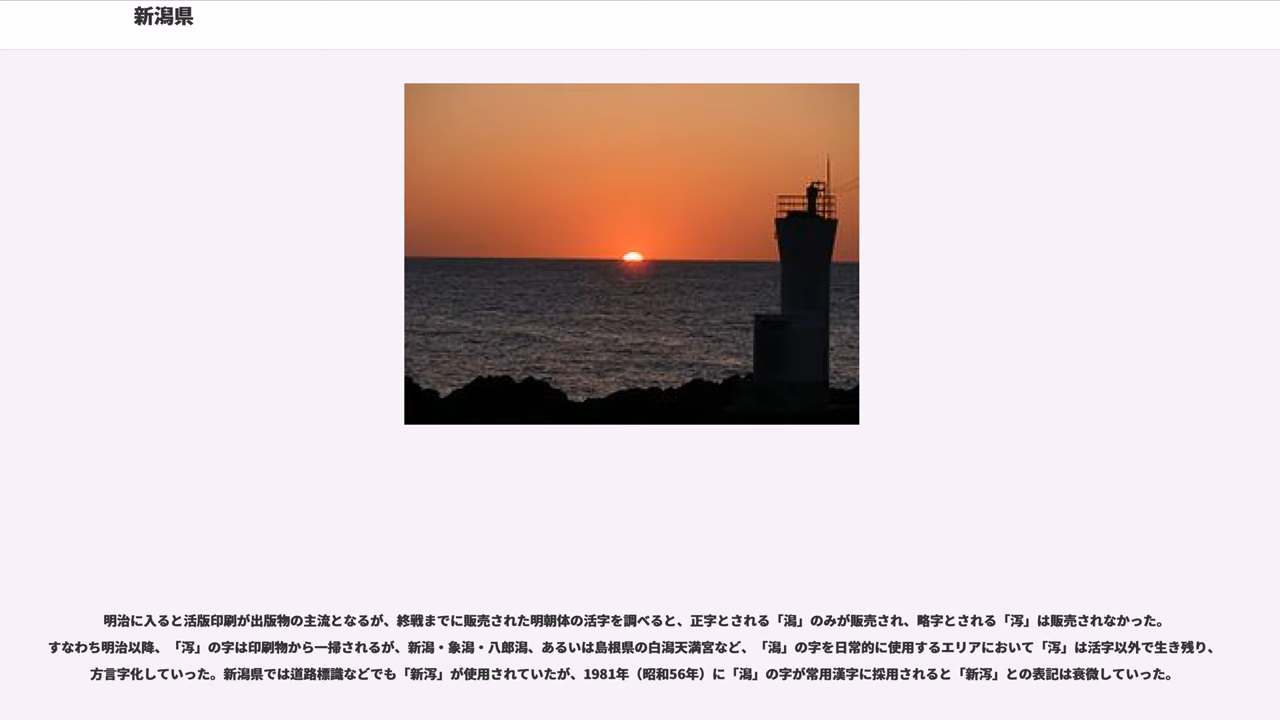 新潟県
明治に入ると活版印刷が出版物の主流となるが、終戦までに販売された明朝体の活字を調べると、正字とされる「潟」のみが販売され、略字とされる「泻」は販売されなかった。
すなわち明治以降、「泻」の字は印刷物から一掃されるが、新潟・象潟・八郎潟、あるいは島根県の白潟天満宮など、「潟」の字を日常的に使用するエリアにおいて「泻」は活字以外で生き残り、
方言字化していった。新潟県では道路標識などでも「新泻」が使用されていたが、1981年（昭和56年）に「潟」の字が常用漢字に採用されると「新泻」との表記は衰微していった。